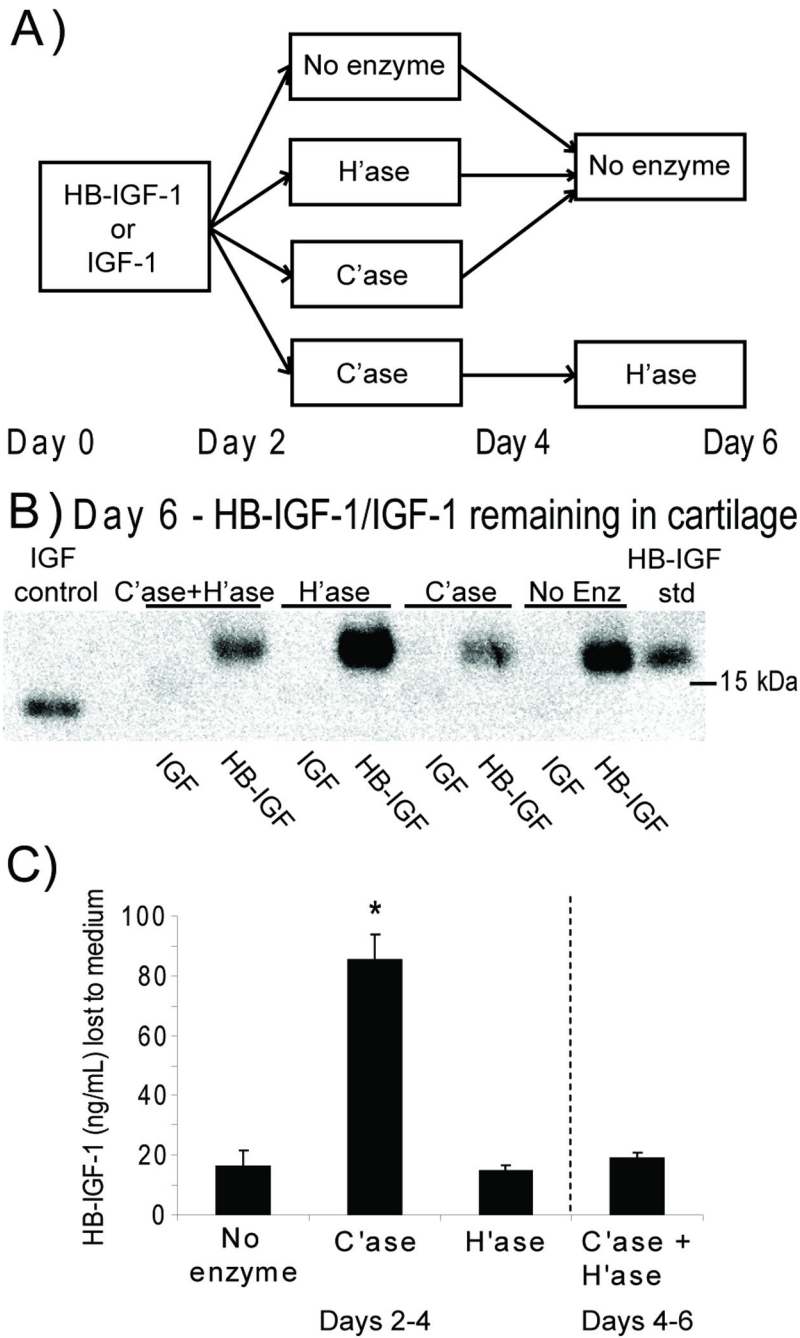 A)
No enzyme
H'ase
C'ase
C'ase
HB-IGF-1
or
IGF-1
No enzyme
H'ase
Day 0 Day 2 Day 4 Day 6
B) Day 6 - HB-IGF-1/IGF-1 remaining in cartilage
IGF
control
C'ase+H'ase
H'ase
C'ase
No Enz
HB-IGF
std
15 kDa
IGF
HB-IGF
IGF
HB-IGF
IGF
HB-IGF
IGF
HB-IGF
C)
HB-IGF-1 (ng/mL) lost to medium
100
80
60
40
20
0
*
No
enzyme
C'ase
H'ase
C'ase +
H'ase
Days 2-4
Days 4-6